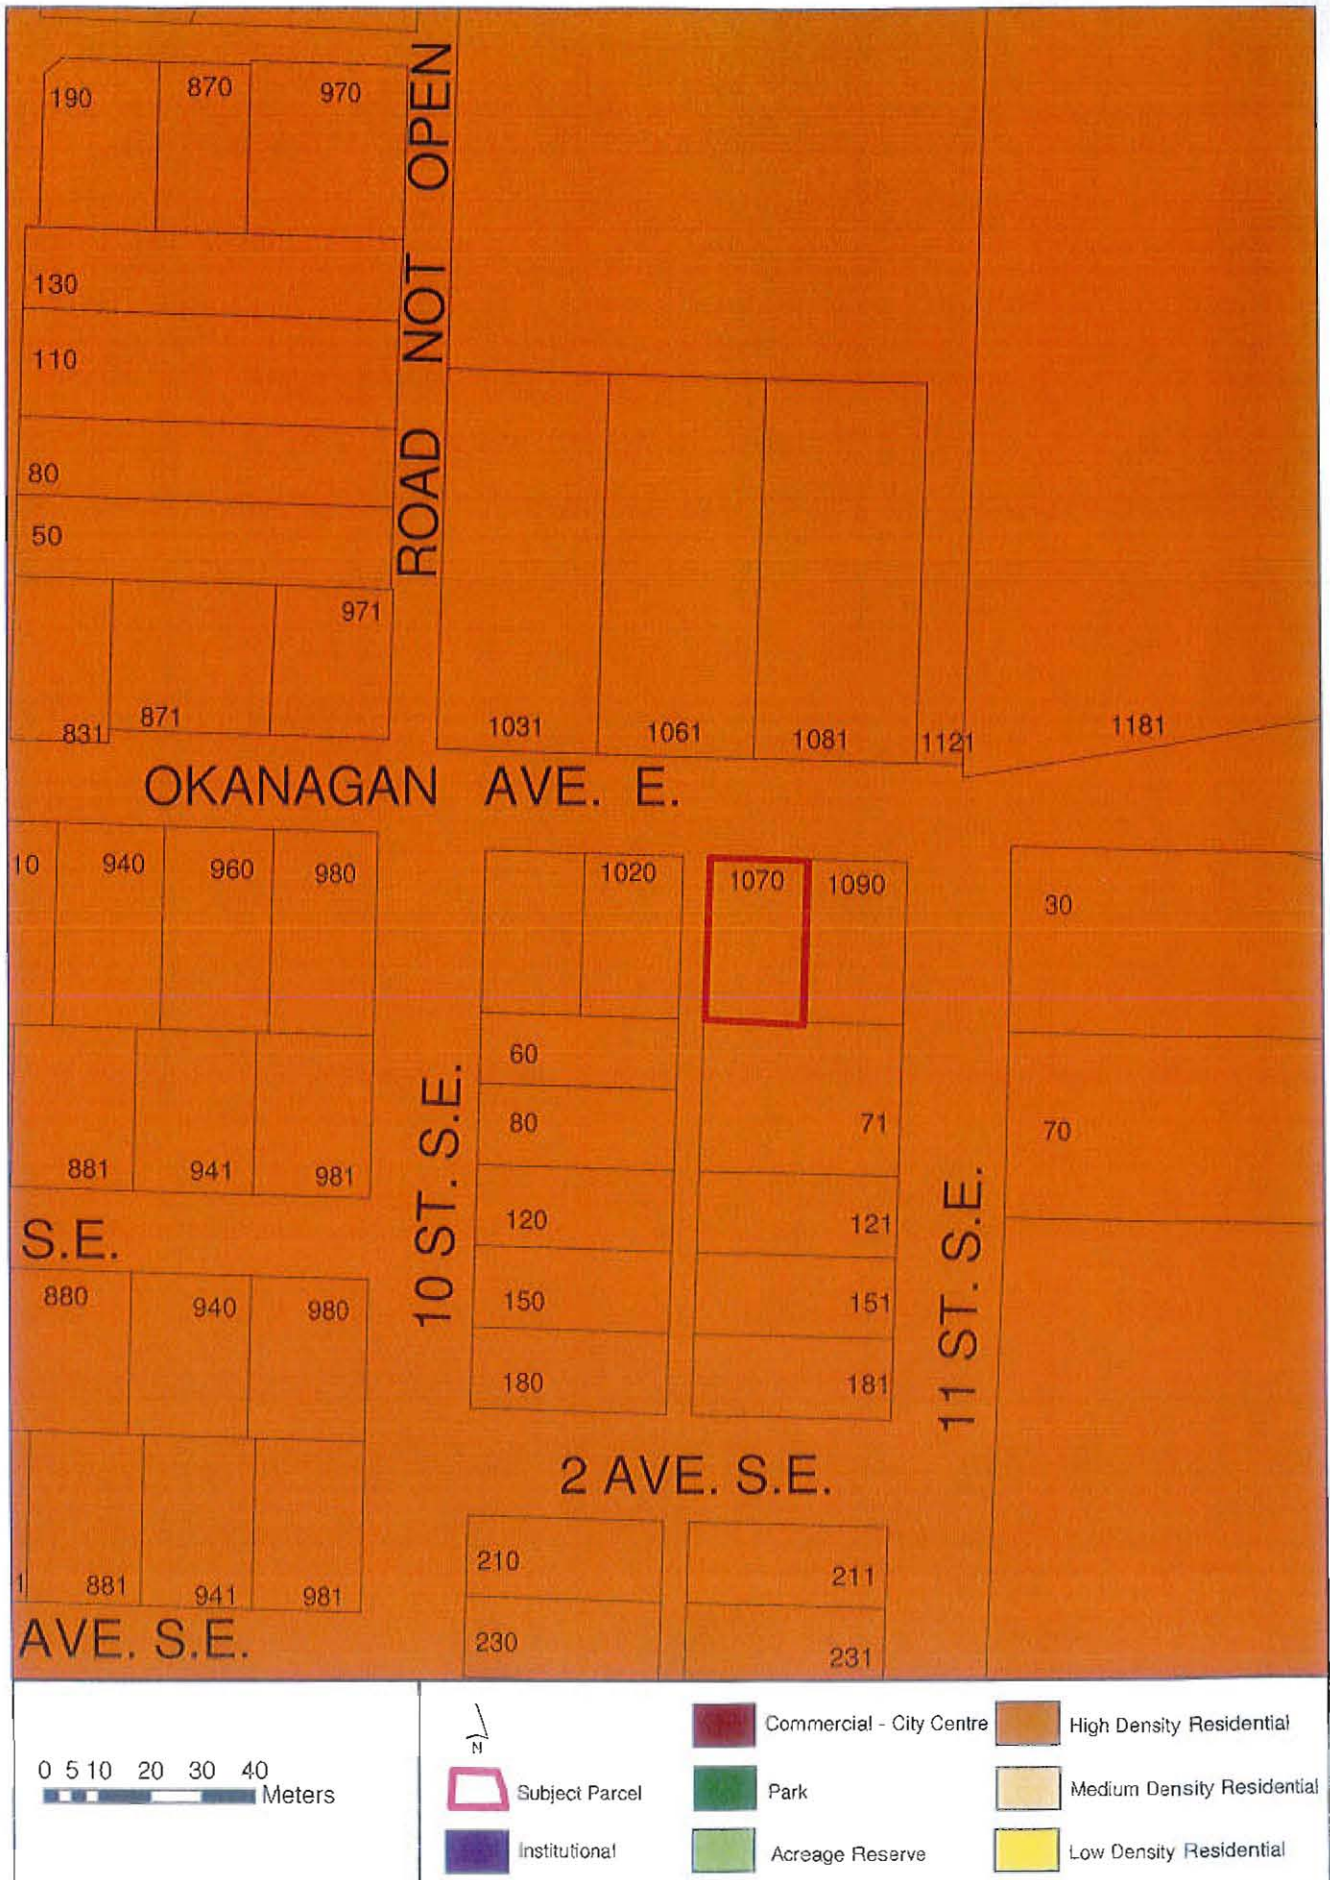 190 870 970
130
110
80
50
971
831 871
ROAD NOT OPEN
1031 1061 1081 1121 1181
OKANAGAN AVE. E.
10 940 960 980
1020 1070 1090
30
60
80
71
70
881 941 981
10 ST. S.E.
11 ST. S.E.
S.E.
120
121
880 940 980
150
151
180
181
2 AVE. S.E.
210
211
1 881 941 981
AVE. S.E.
230
231
0 5 10 20 30 40
Meters
N
Subject Parcel
Institutional
Commercial - City Centre
Park
Acreage Reserve
High Density Residential
Medium Density Residential
Low Density Residential